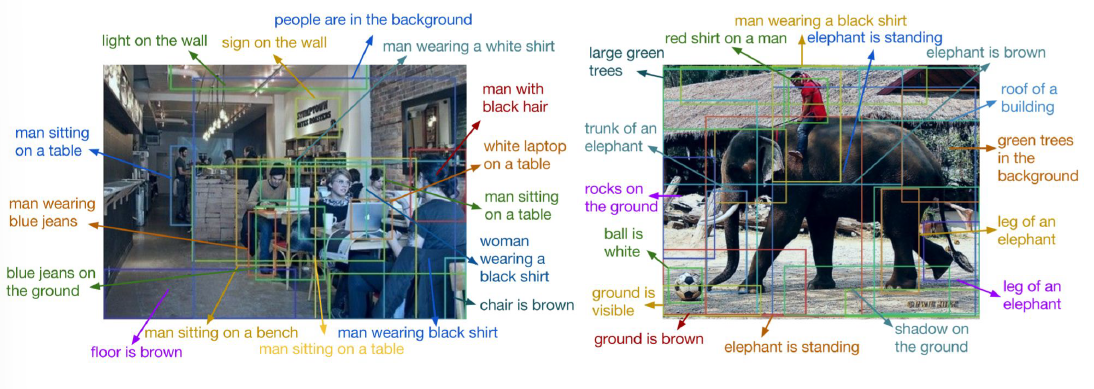 people are in the background
light on the wall
sign on the wall
man wearing a white shirt
man with
black hair
man sitting
on a table
white laptop
on a table
man wearing
blue jeans
man sitting
on a table
woman
wearing a
black shirt
blue jeans on
the ground
chair is brown
man sitting on a bench
man wearing black shirt
man sitting on a table
floor is brown
STUMPTOWN
COFFEE ROASTERS
man wearing a black shirt
red shirt on a man
elephant is standing
large green
trees
elephant is brown
roof of a
building
trunk of an
elephant
green trees
in the
background
rocks on
the ground
ball is
white
leg of an
elephant
ground is
visible
leg of an
elephant
ground is brown
elephant is standing
shadow on
the ground